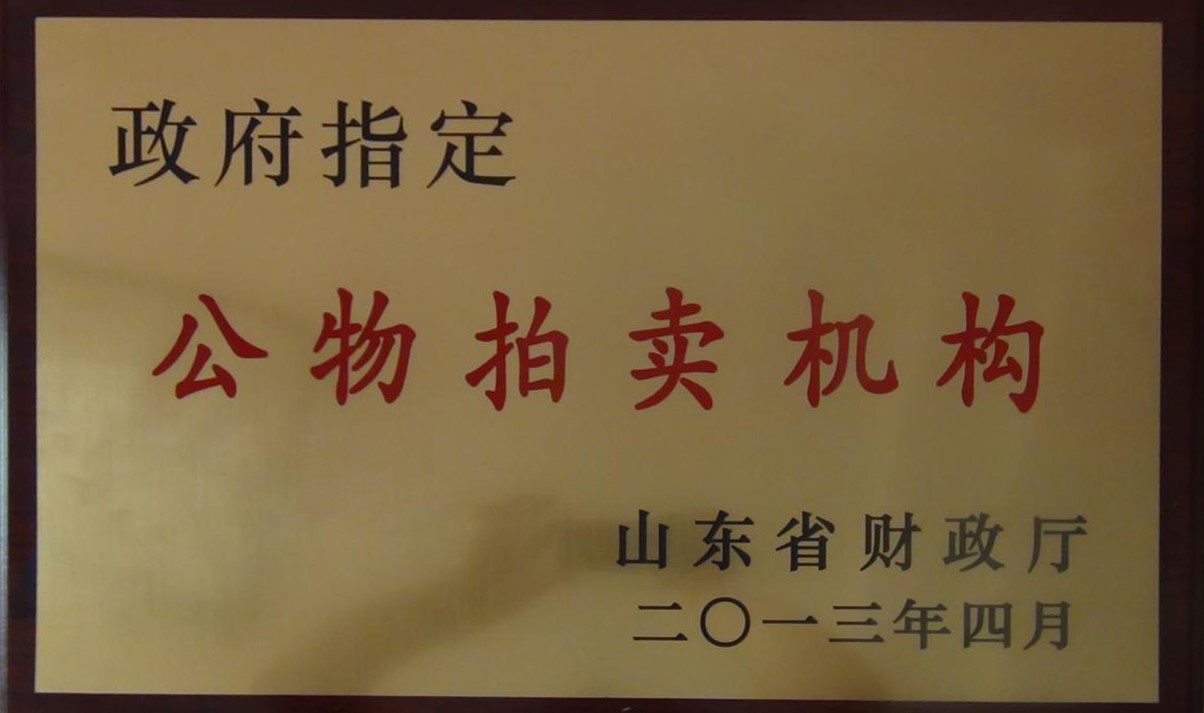 政府指定
公物拍卖机构
山东省财政厅
二〇一三年四月